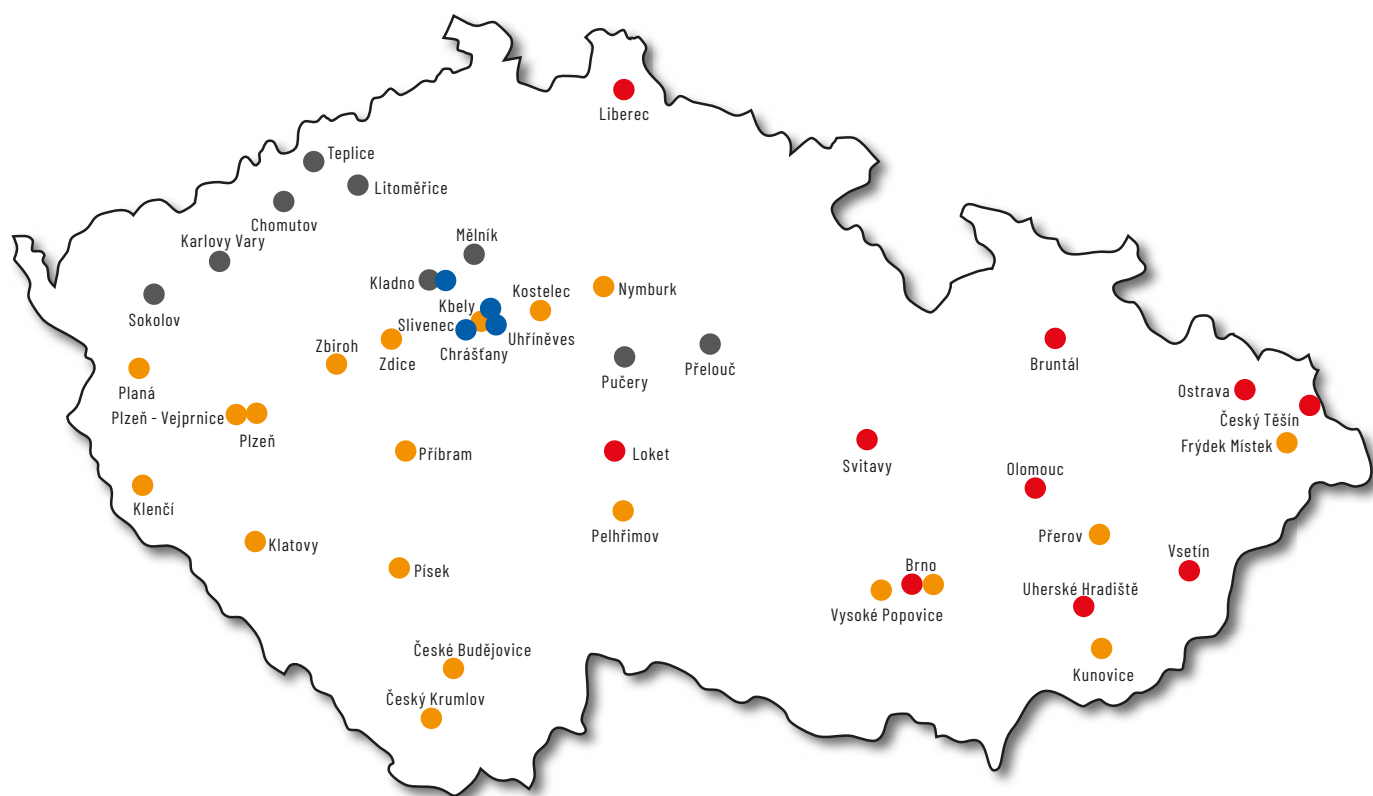 Liberec
Teplice
Litoměřice
Chomutov
Karlovy Vary
Mělník
Kladno
Sokolov
Kbely
Kostelec
Nymburk
Slivenec
Uhříněves
Chrášťany
Zbiroh
Zdice
Pučery
Přelouč
Bruntál
Planá
Ostrava
Plzeň - Vejprnice
Český Těšín
Plzeň
Frýdek Místek
Příbram
Loket
Svitavy
Olomouc
Klenčí
Pelhřimov
Přerov
Klatovy
Vsetín
Písek
Brno
Uherské Hradiště
Vysoké Popovice
České Budějovice
Kunovice
Český Krumlov